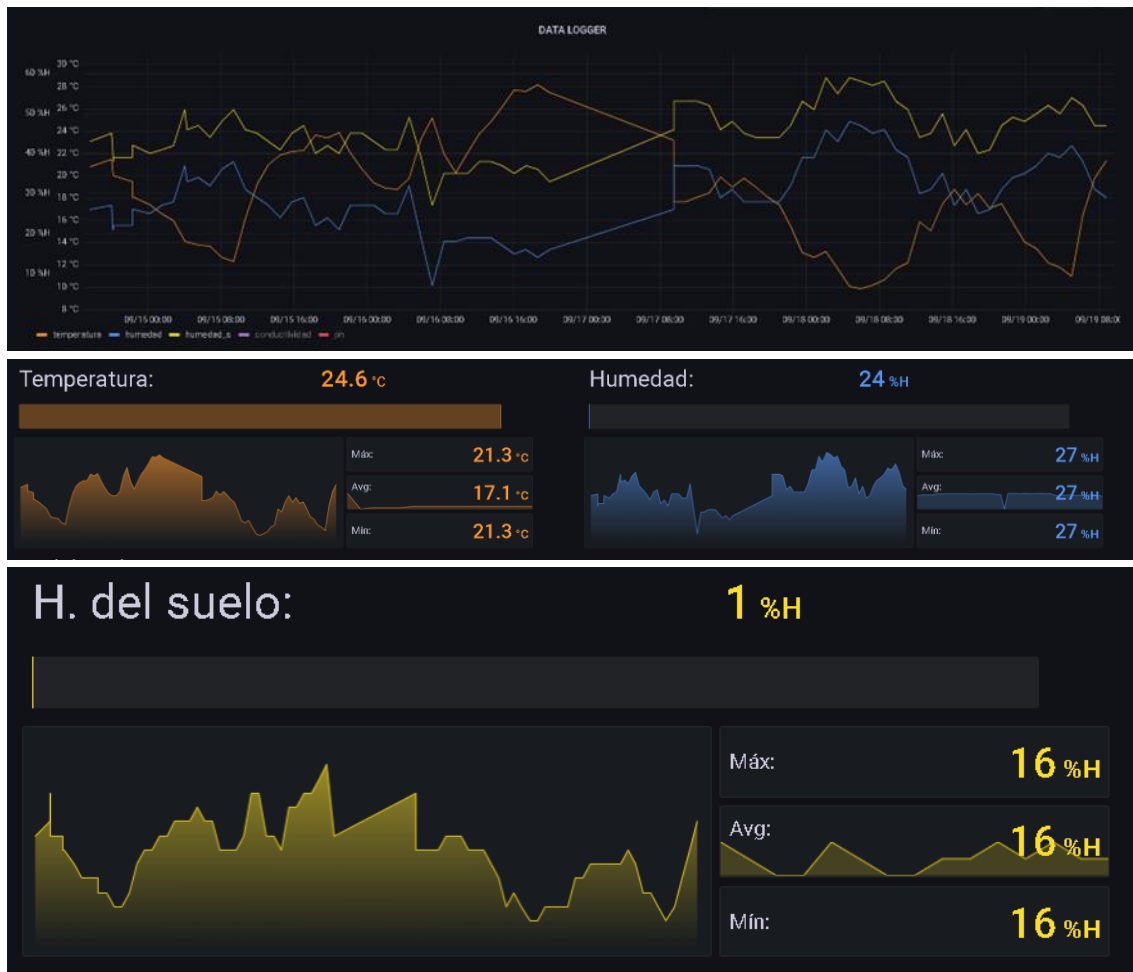 DATA LOGGER
30 °C
60 %H
28 °C
50 %H
26 °C
24 °C
40 %H
22 °C
20 °C
18 °C
16 °C
20 %H
14 °C
12 °C
10 %H
10 °C
8 °C
09/15 00:00 09/15 08:00 09/15 16:00 09/16 00:00 09/16 08:00 09/16 16:00 09/17 00:00 09/17 08:00 09/17 16:00 09/18 00:00 09/18 08:00 09/18 16:00 09/19 00:00 09/19 08:00
temperatura humedad humedad_s conductividad ph
Temperatura: 24.6 °C
Máx: 21.3 °C
Avg: 17.1 °C
Mín: 21.3 °C
Humedad: 24 %H
Máx: 27 %H
Avg: 27 %H
Mín: 27 %H
H. del suelo: 1 %H
Máx: 16 %H
Avg: 16 %H
Mín: 16 %H